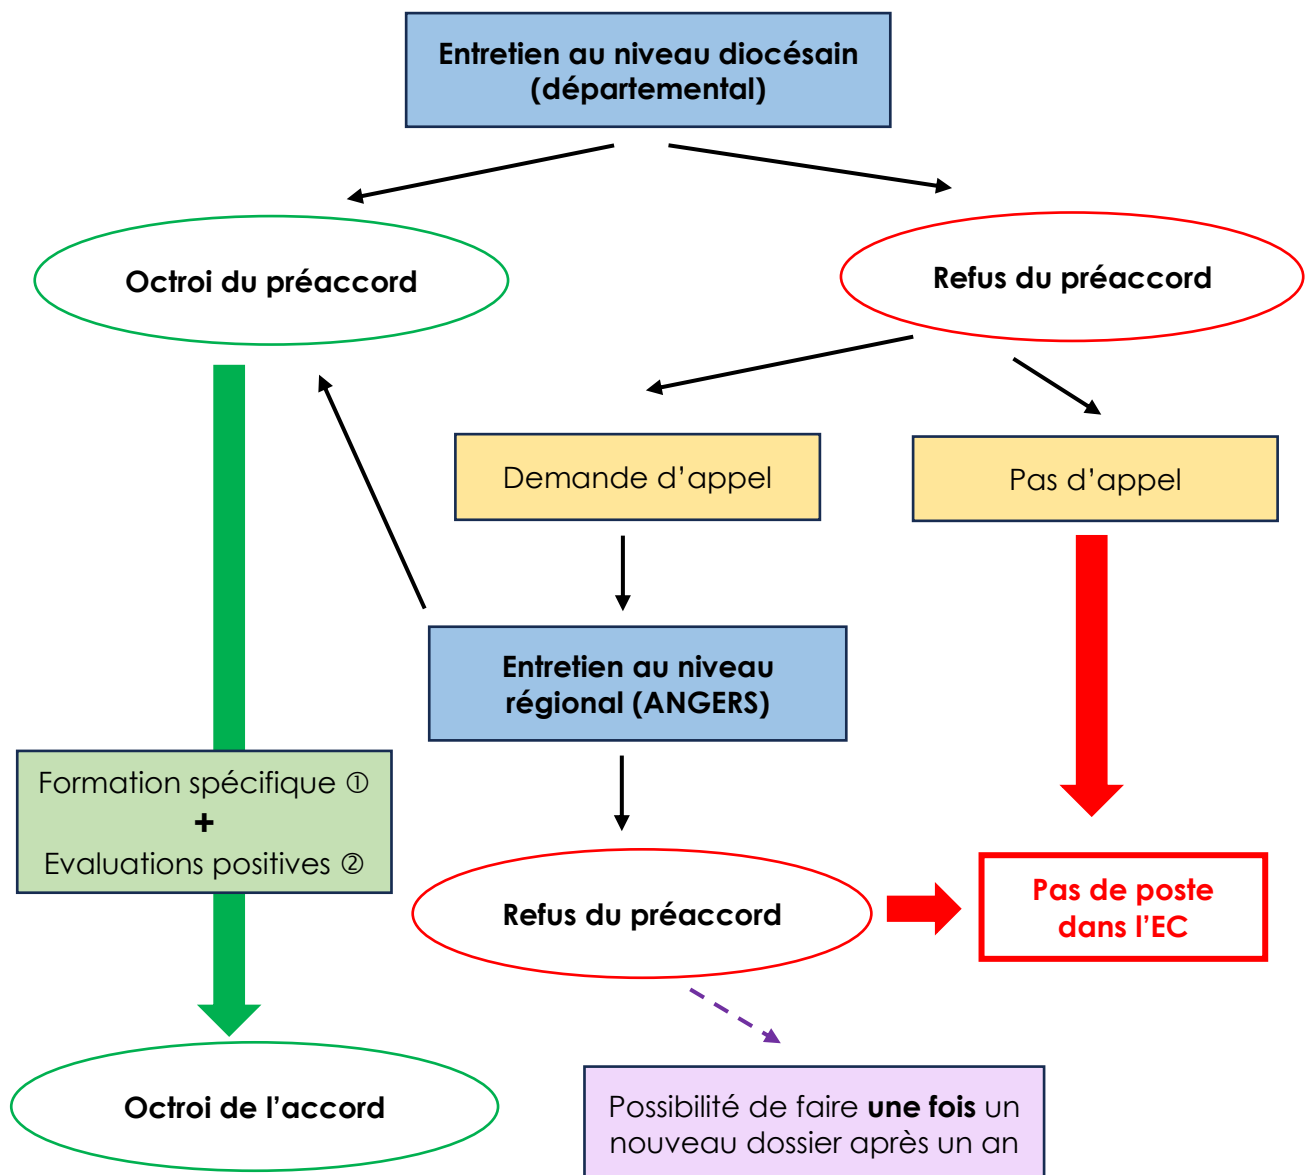 Entretien au niveau diocésain
(départemental)
Octroi du préaccord
Refus du préaccord
Demande d’appel
Pas d’appel
Entretien au niveau
régional (ANGERS)
Formation spécifique ①
+
Evaluations positives ②
Refus du préaccord
Pas de poste
dans l’EC
Octroi de l’accord
Possibilité de faire une fois un
nouveau dossier après un an